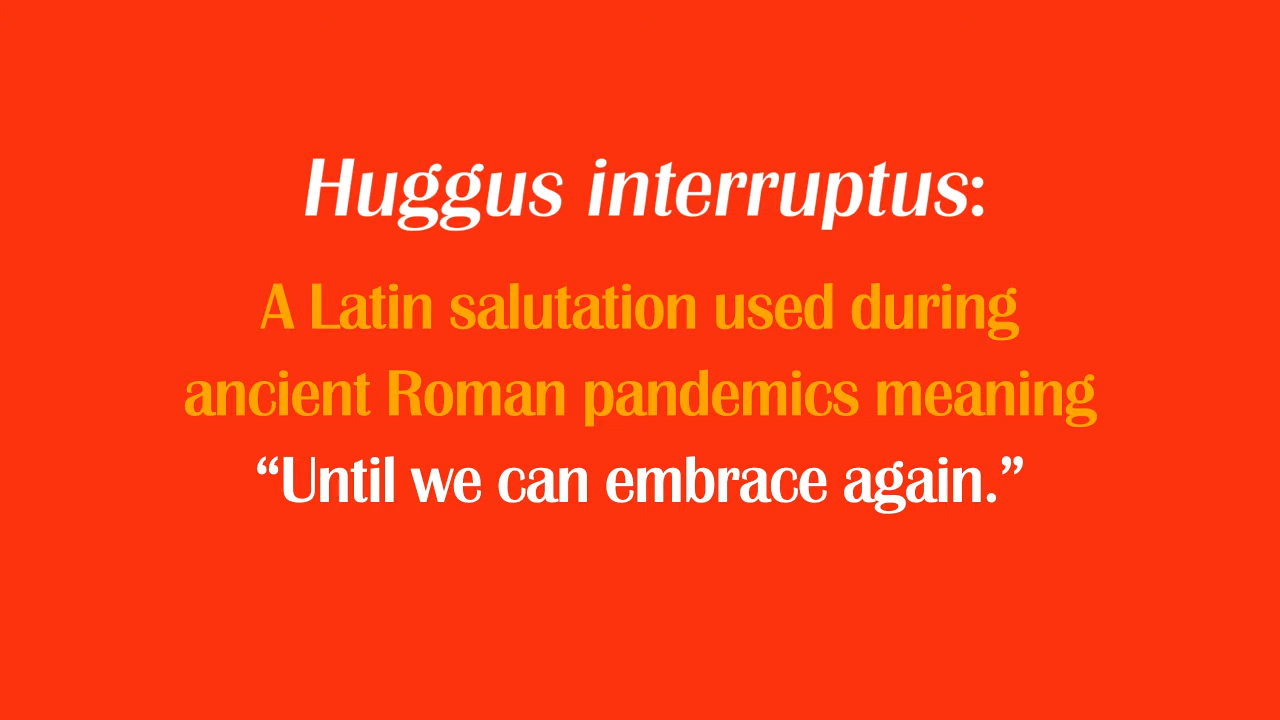 Huggus interruptus:
A Latin salutation used during
ancient Roman pandemics meaning
“Until we can embrace again.”